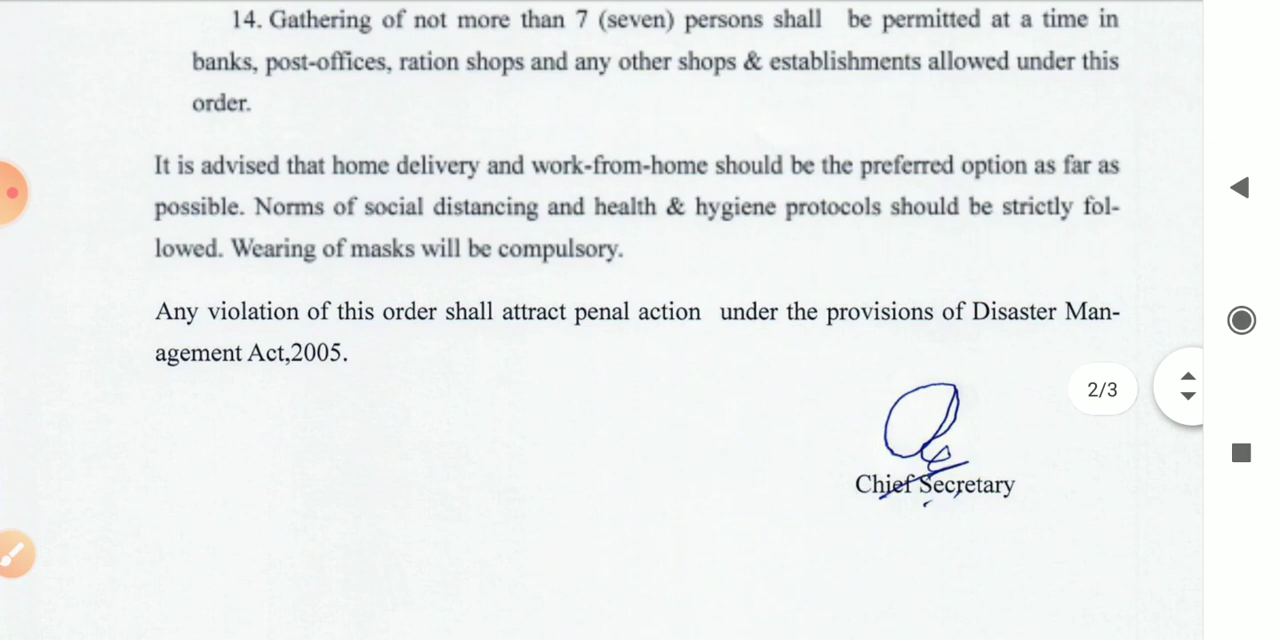 14. Gathering of not more than 7 (seven) persons shall be permitted at a time in
banks, post-offices, ration shops and any other shops & establishments allowed under this
order.
It is advised that home delivery and work-from-home should be the preferred option as far as
possible. Norms of social distancing and health & hygiene protocols should be strictly fol-
lowed. Wearing of masks will be compulsory.
Any violation of this order shall attract penal action under the provisions of Disaster Man-
agement Act,2005.
2/3
Chief Secretary